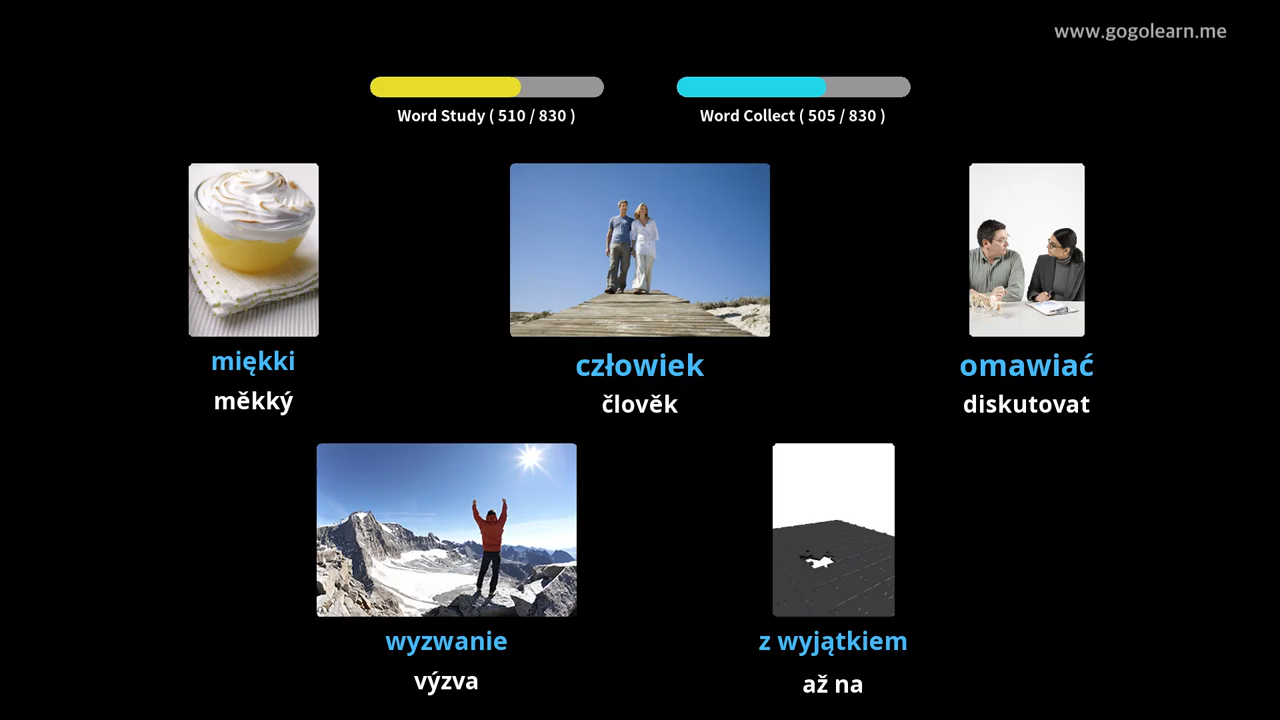 www.gogolearn.me
Word Study ( 510 / 830 )
Word Collect ( 505 / 830 )
miękki
měkký
człowiek
člověk
omawiać
diskutovat
wyzwanie
výzva
z wyjątkiem
až na